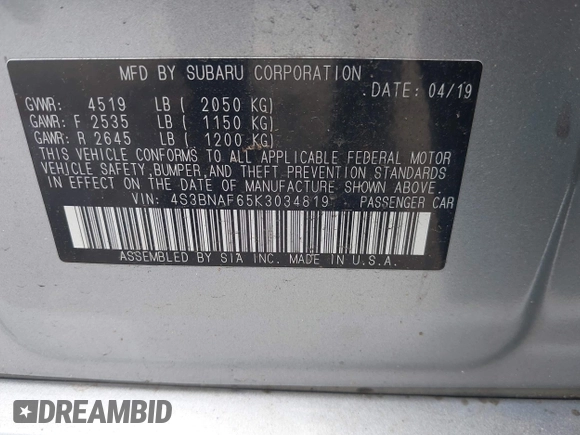 MFD BY SUBARU CORPORATION
DATE: 04/19
GVWR: 4519 LB ( 2050 KG)
GAWR: F 2535 LB ( 1150 KG)
GAWR: R 2645 LB ( 1200 KG)
THIS VEHICLE CONFORMS TO ALL APPLICABLE FEDERAL MOTOR
VEHICLE SAFETY,BUMPER,AND THEFT PREVENTION STANDARDS
IN EFFECT ON DATE OF MANUFACTURE SHOWN ABOVE.
VIN: 4S3BNAF65K3034819 PASSENGER CAR
ASSEMBLED BY SIA INC. MADE IN U.S.A.
DREAMBID